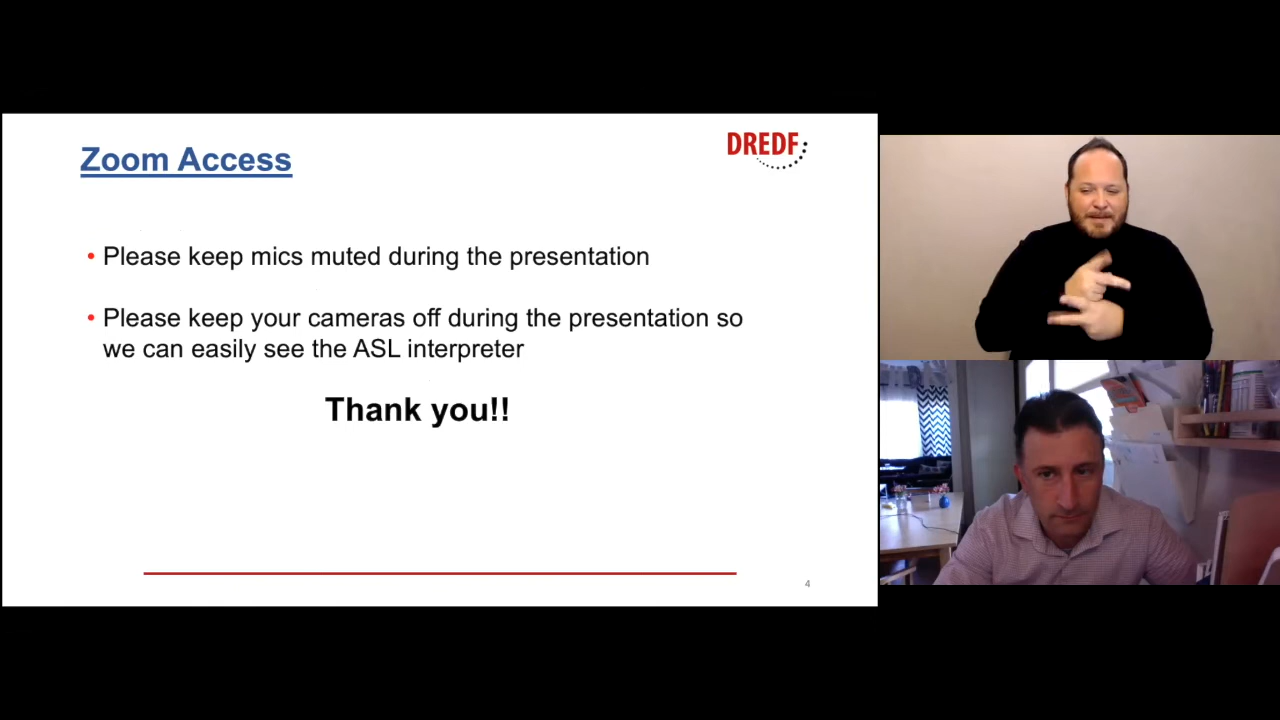 Zoom Access
DREDF
• Please keep mics muted during the presentation
• Please keep your cameras off during the presentation so
we can easily see the ASL interpreter
Thank you!!
4